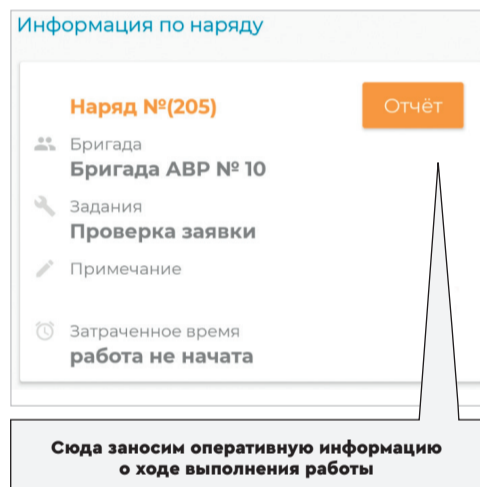 Информация по наряду
Наряд №(205)
Отчёт
Бригада
Бригада АВР № 10
Задания
Проверка заявки
Примечание
Затраченное время
работа не начата
Сюда заносим оперативную информацию
о ходе выполнения работы